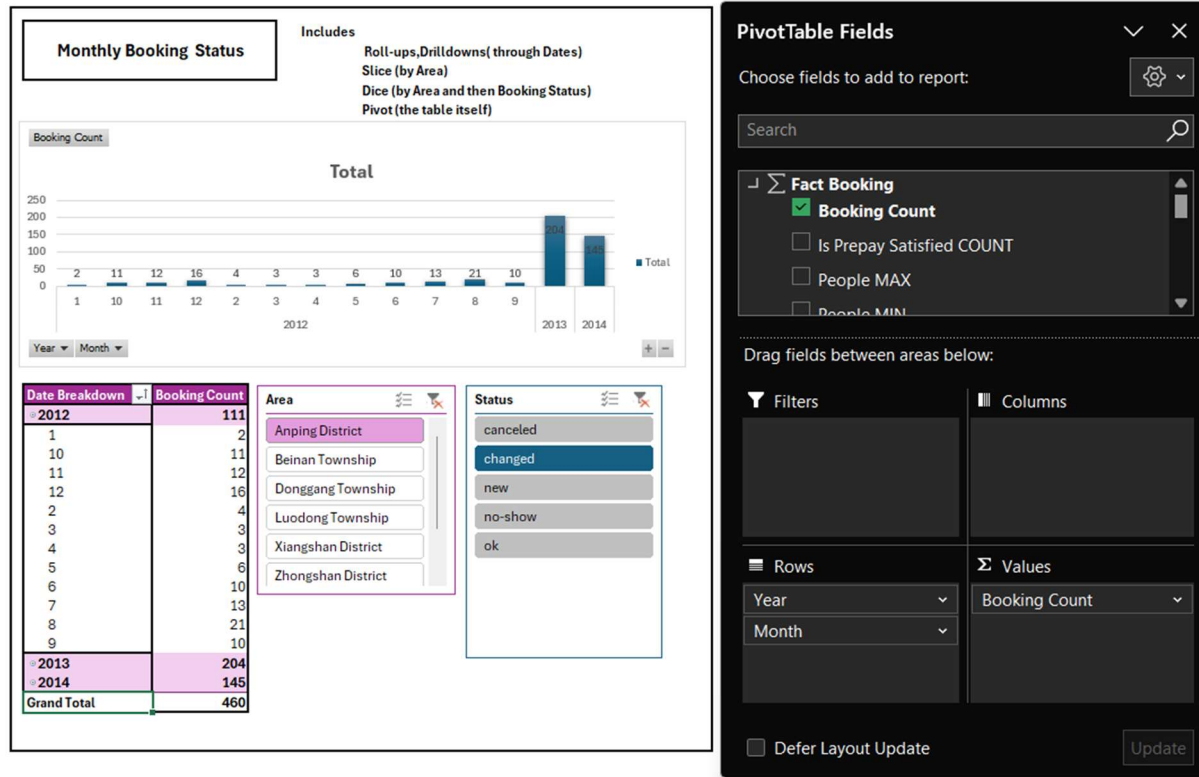 Monthly Booking Status
Includes
Roll-ups,Drilldowns( through Dates)
Slice (by Area)
Dice (by Area and then Booking Status)
Pivot (the table itself)
Booking Count
Total
250
200
150
100
50
0
2 11 12 16 4 3 3 6 10 13 21 10 204 145
1 10 11 12 2 3 4 5 6 7 8 9
2012 2013 2014
Total
Year Month
Date Breakdown Booking Count
2012 111
1 2
10 11
11 12
12 16
2 4
3 3
4 3
5 6
6 10
7 13
8 21
9 10
2013 204
2014 145
Grand Total 460
Area
Anping District
Beinan Township
Donggang Township
Luodong Township
Xiangshan District
Zhongshan District
Status
canceled
changed
new
no-show
ok
PivotTable Fields
Choose fields to add to report:
Search
Σ Fact Booking
Booking Count
Is Prepay Satisfied COUNT
People MAX
People MIN
Drag fields between areas below:
Filters
Columns
Rows
Year
Month
Σ Values
Booking Count
Defer Layout Update
Update